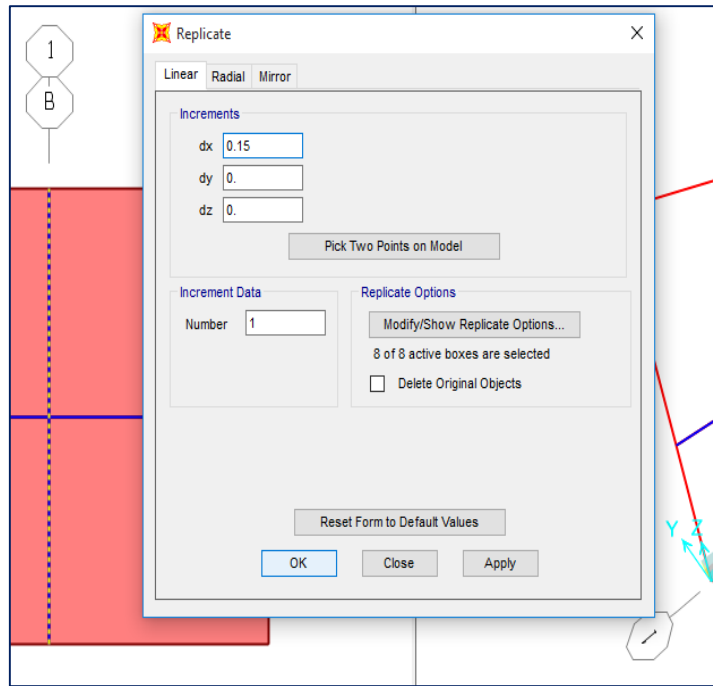 1
B
Replicate
Linear Radial Mirror
Increments
dx 0.15
dy 0.
dz 0.
Pick Two Points on Model
Increment Data
Number 1
Replicate Options
Modify/Show Replicate Options...
8 of 8 active boxes are selected
Delete Original Objects
Reset Form to Default Values
OK Close Apply
Y Z
1